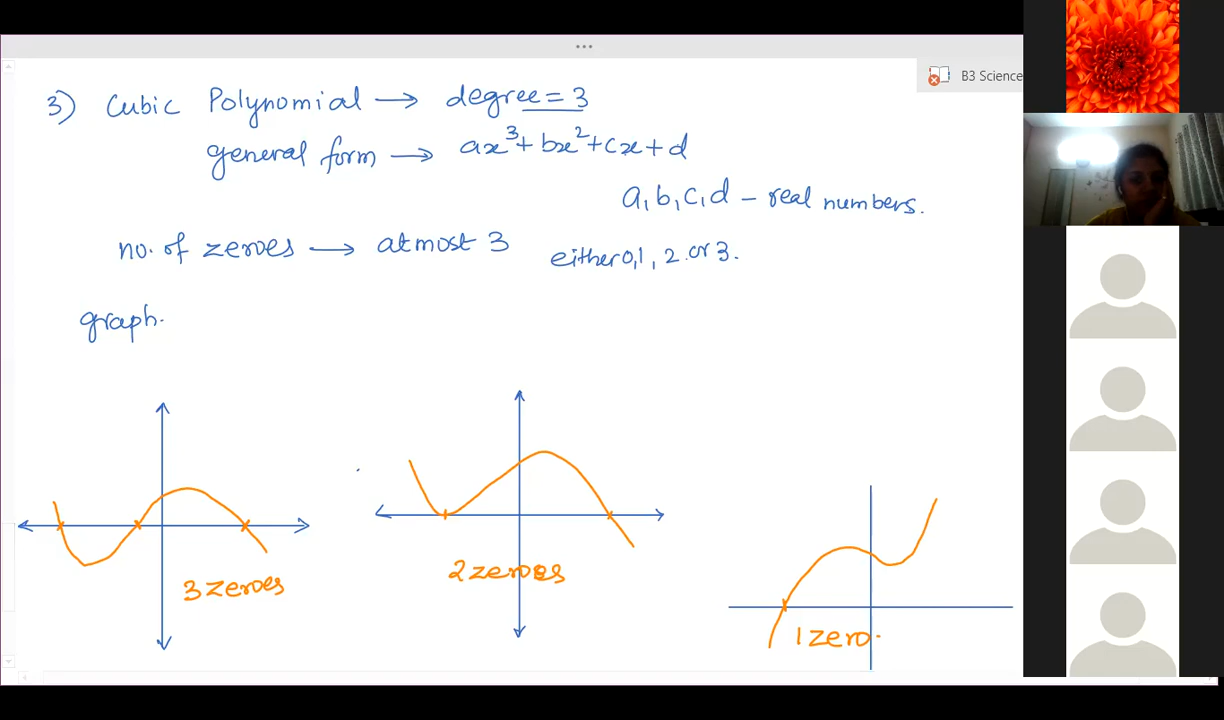 B3 Science
3) Cubic Polynomial → degree = 3
general form → ax³ + bx² + cx + d
a, b, c, d – real numbers.
no. of zeroes → atmost 3 either 0, 1, 2 or 3.
graph.
3 zeroes
2 zeroes
1 zero.